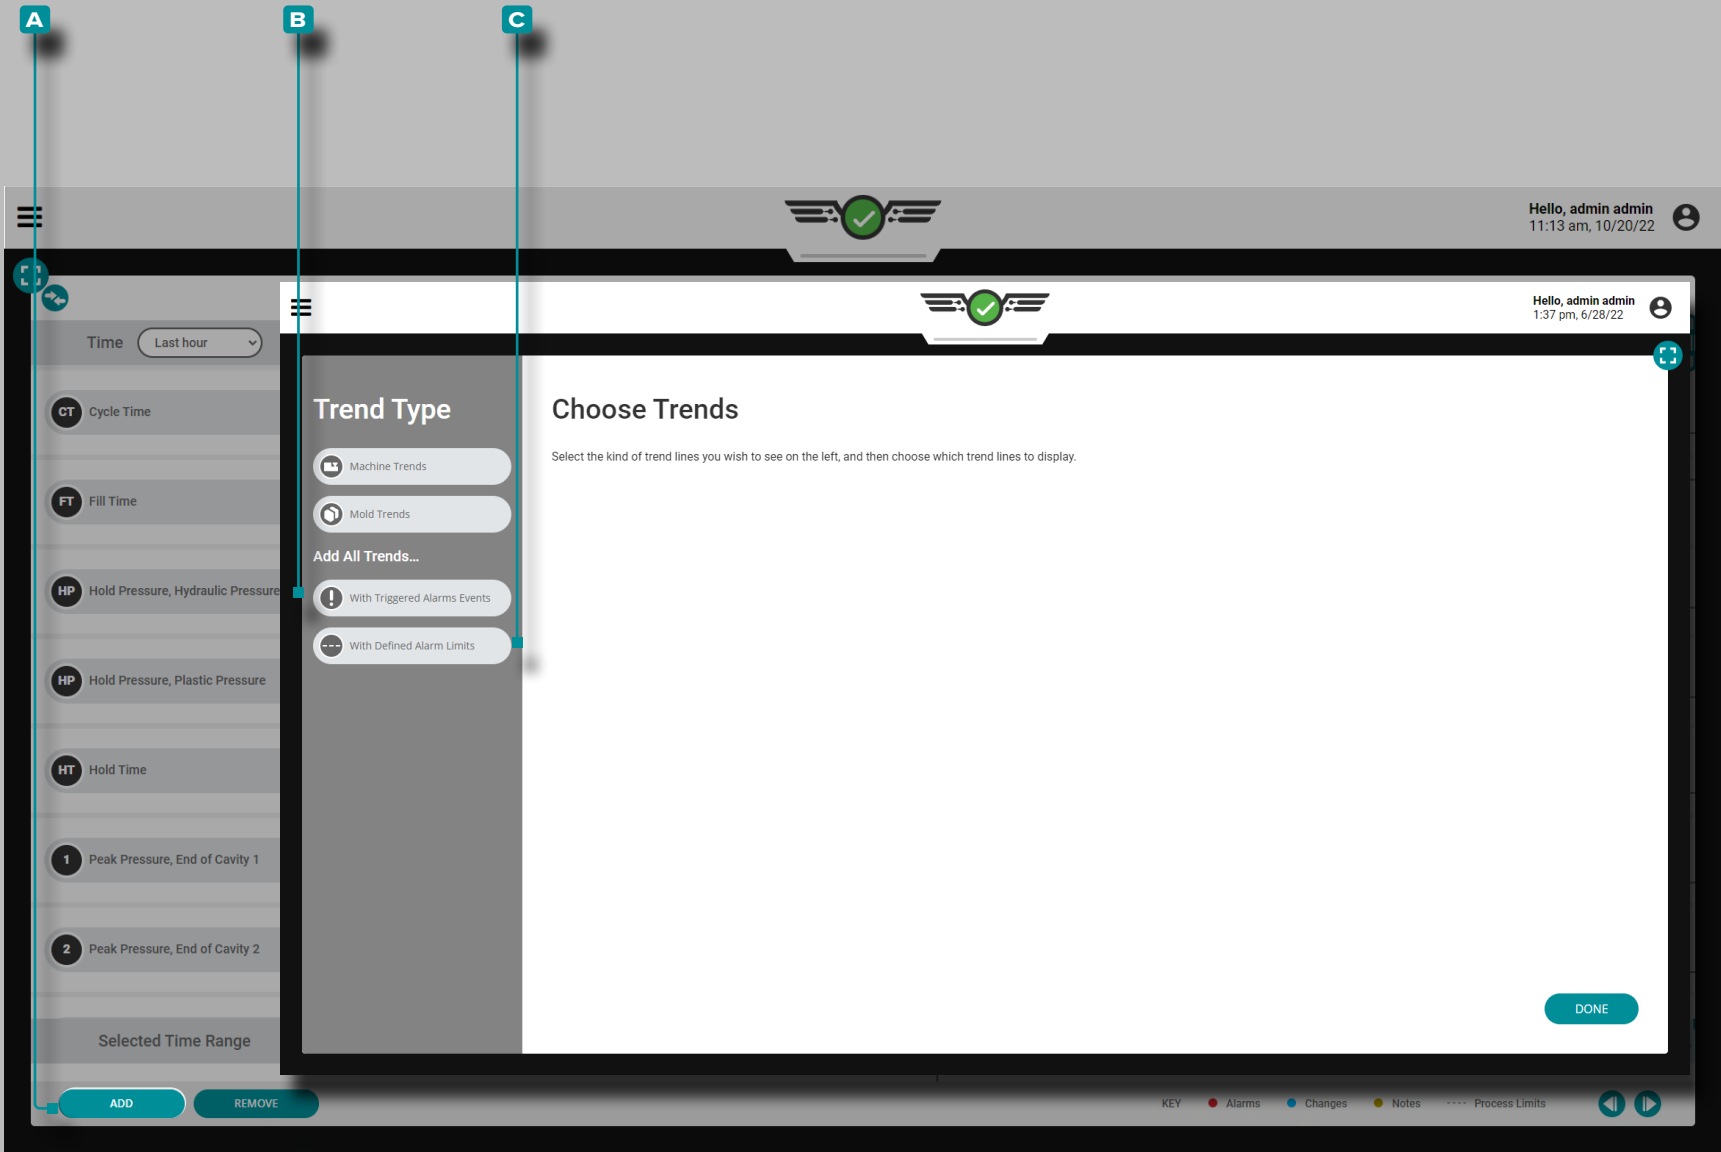 A
B
C
Hello, admin admin
11:13 am, 10/20/22
Hello, admin admin
1:37 pm, 6/28/22
Time
Last hour
CT Cycle Time
FT Fill Time
HP Hold Pressure, Hydraulic Pressure
HP Hold Pressure, Plastic Pressure
HT Hold Time
1 Peak Pressure, End of Cavity 1
2 Peak Pressure, End of Cavity 2
Selected Time Range
ADD
REMOVE
Trend Type
Machine Trends
Mold Trends
Add All Trends...
With Triggered Alarms Events
With Defined Alarm Limits
Choose Trends
Select the kind of trend lines you wish to see on the left, and then choose which trend lines to display.
DONE
KEY Alarms Changes Notes Process Limits